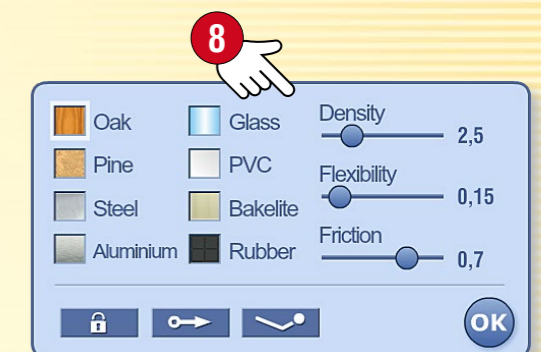 8
Oak
Pine
Steel
Aluminium
Glass
PVC
Bakelite
Rubber
Density
2,5
Flexibility
0,15
Friction
0,7
OK